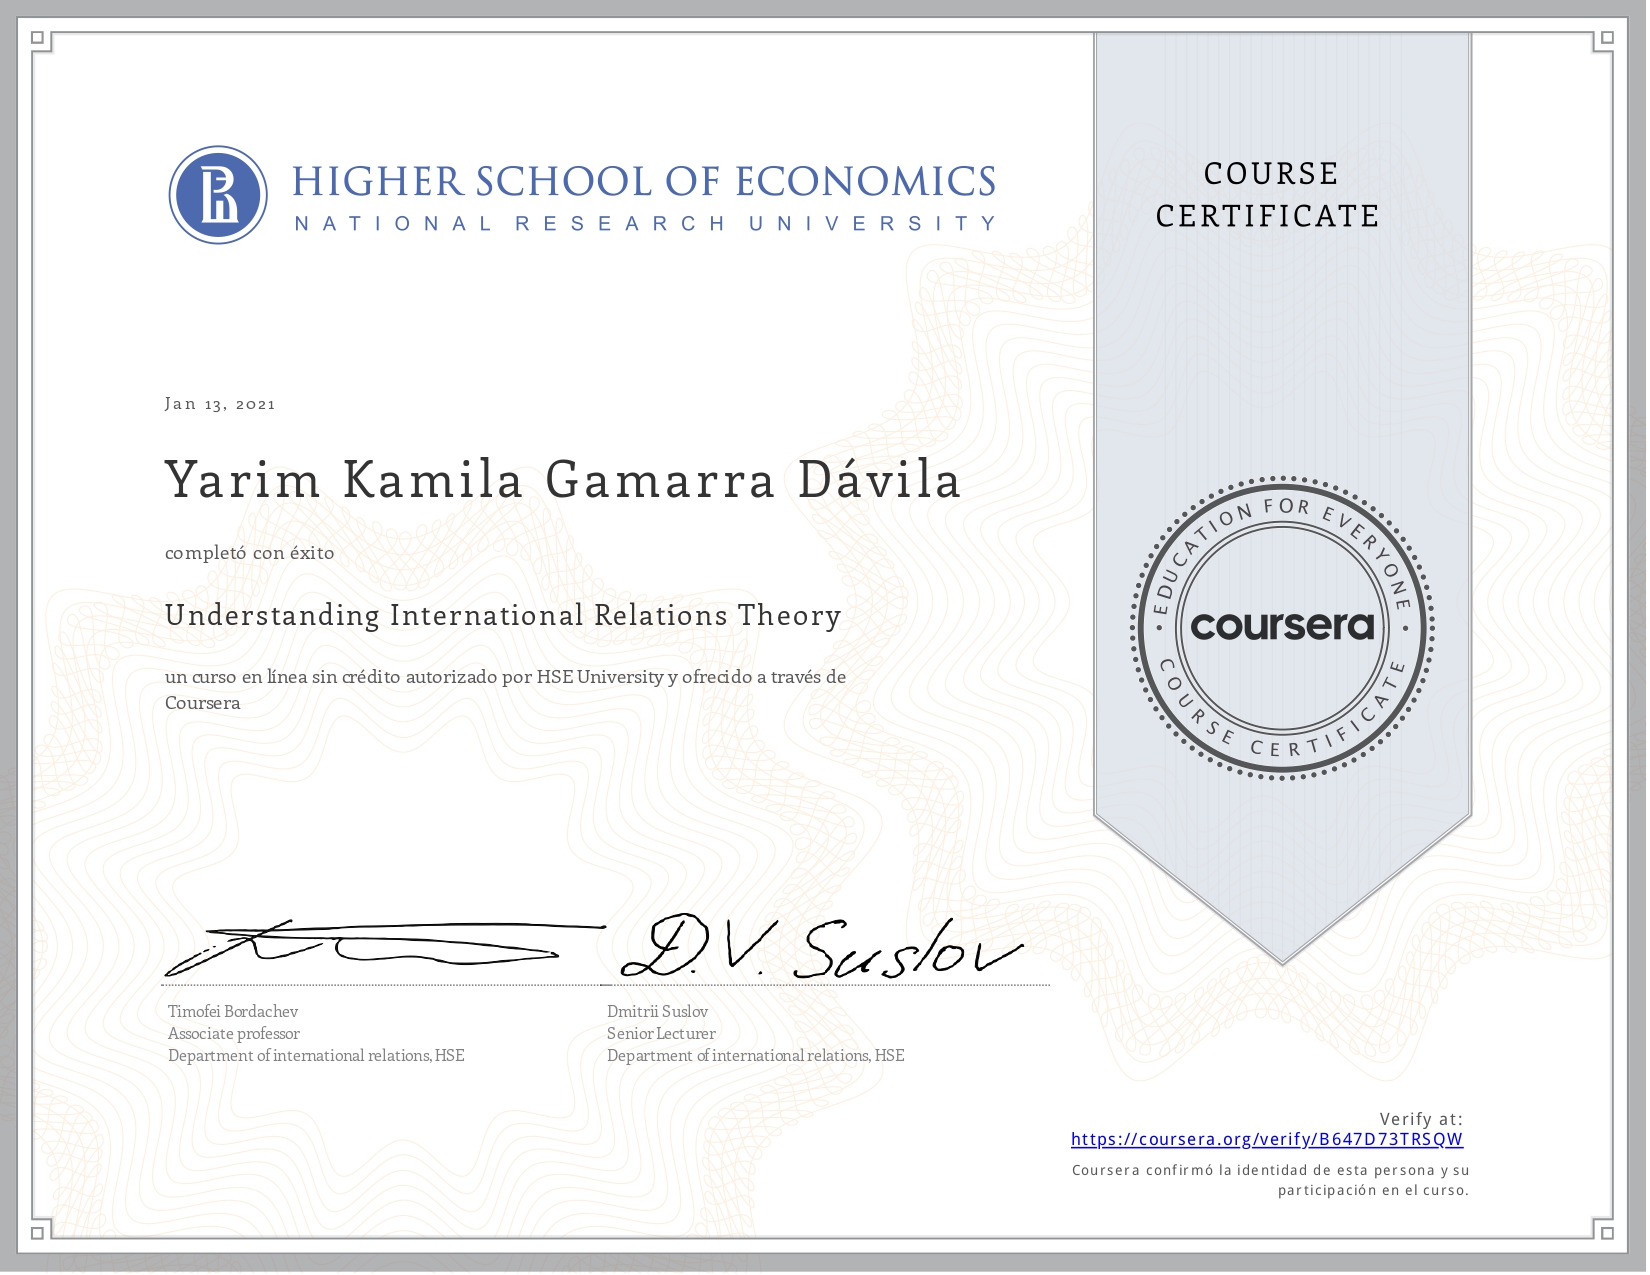 HIGHER SCHOOL OF ECONOMICS
NATIONAL RESEARCH UNIVERSITY
COURSE
CERTIFICATE
Jan 13, 2021
Yarim Kamila Gamarra Dávila
completó con éxito
Understanding International Relations Theory
un curso en línea sin crédito autorizado por HSE University y ofrecido a través de
Coursera
EDUCATION FOR EVERYONE
coursera
COURSE CERTIFICATE
D.V. Suslov
Timofei Bordachev
Associate professor
Department of international relations, HSE
Dmitrii Suslov
Senior Lecturer
Department of international relations, HSE
Verify at:
https://coursera.org/verify/B647D73TRSQW
Coursera confirmó la identidad de esta persona y su
participación en el curso.